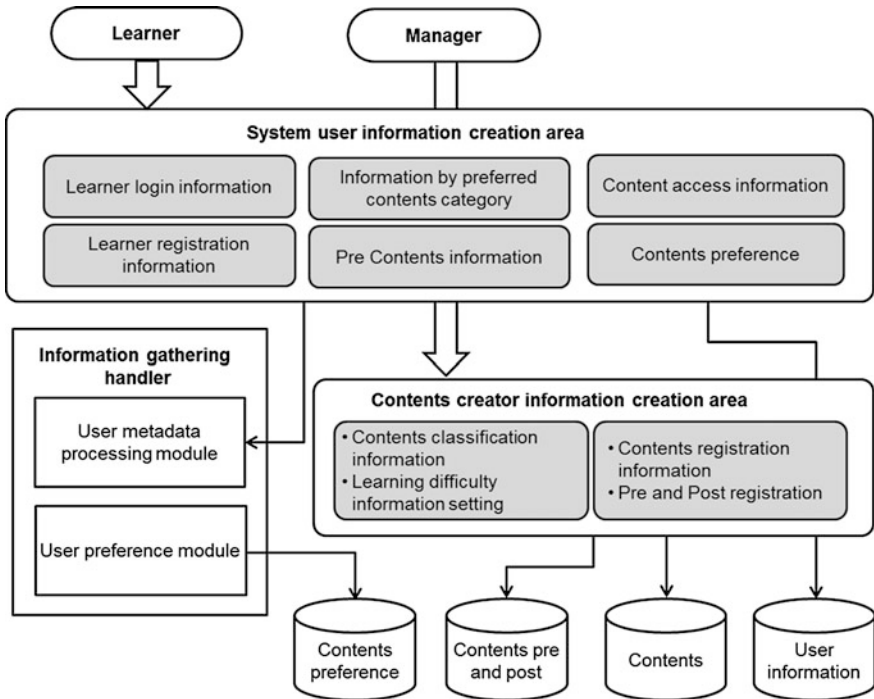 Learner
Manager
System user information creation area
Learner login information
Information by preferred
contents category
Content access information
Learner registration
information
Pre Contents information
Contents preference
Information gathering
handler
User metadata
processing module
User preference module
Contents creator information creation area
• Contents classification
information
• Learning difficulty
information setting
• Contents registration
information
• Pre and Post registration
Contents
preference
Contents pre
and post
Contents
User
information